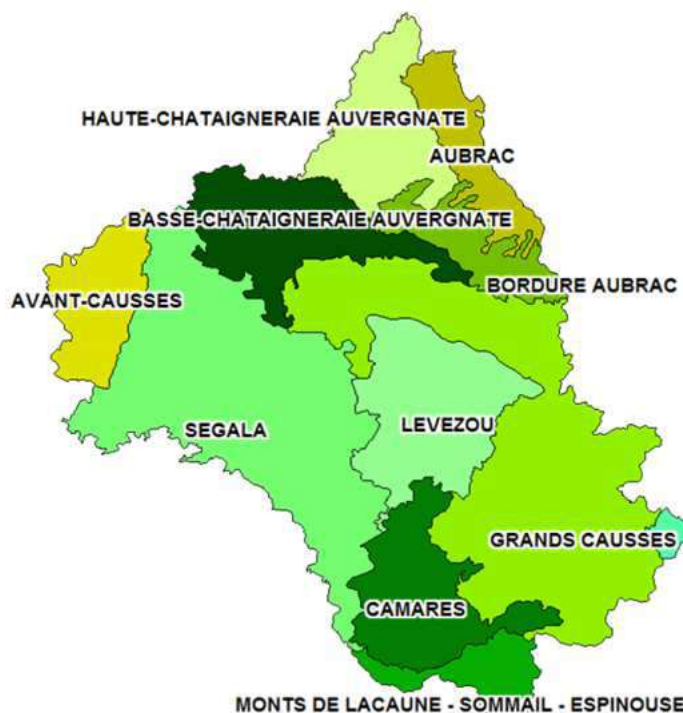 HAUTE-CHATAIGNERAIE AUVERGNATE
AUBRAC
BASSE-CHATAIGNERAIE AUVERGNATE
BORDURE AUBRAC
AVANT-CAUSSES
SEGALA
LEVEZOU
GRANDS CAUSSES
CAMARES
MONTS DE LACAUNE - SOMMAIL - ESPINOUSE